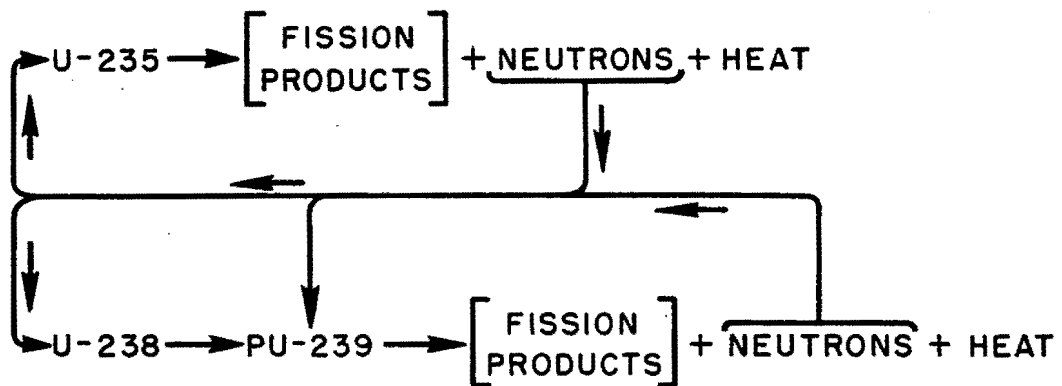 U-235 [FISSION PRODUCTS] + NEUTRONS + HEAT
U-238 PU-239 [FISSION PRODUCTS] + NEUTRONS + HEAT